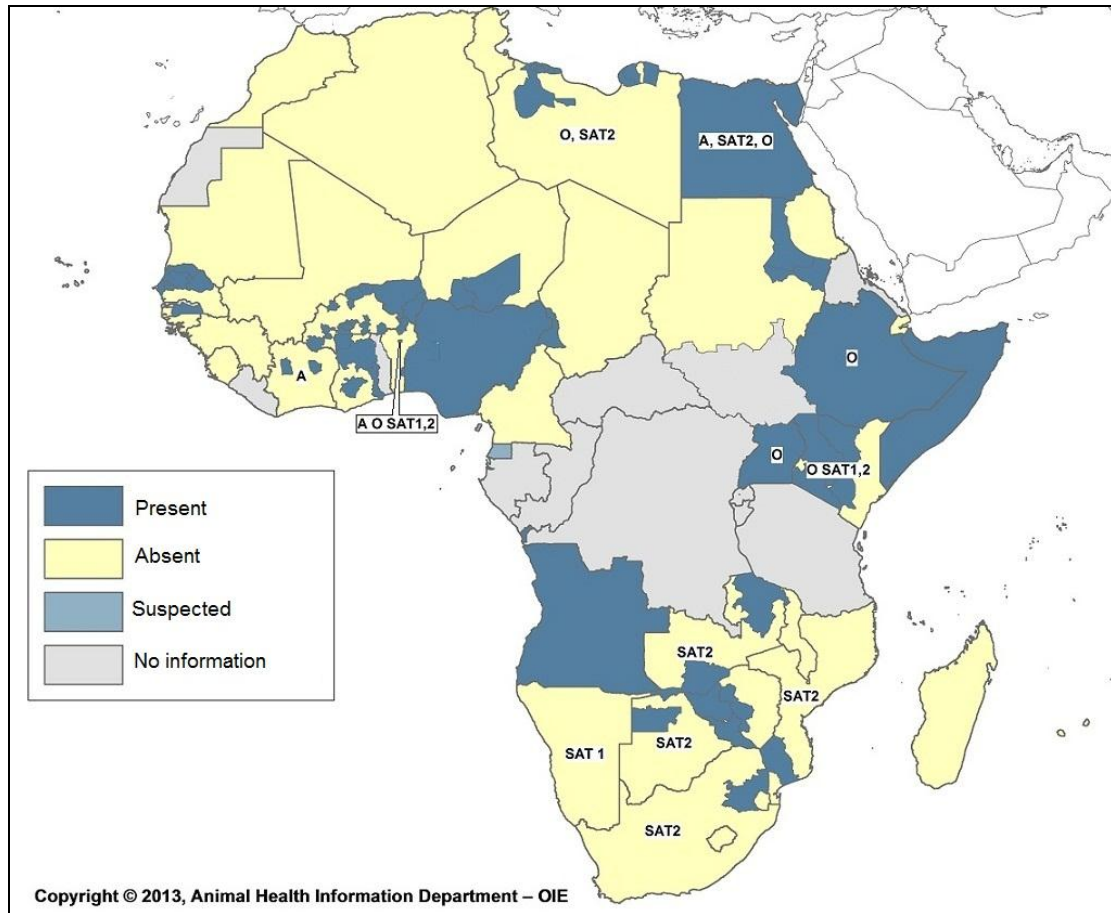 O, SAT2
A, SAT2, O
O
A
A O SAT1,2
O
O SAT1,2
Present
Absent
Suspected
No information
SAT2
SAT2
SAT 1
SAT2
SAT2
Copyright © 2013, Animal Health Information Department – OIE